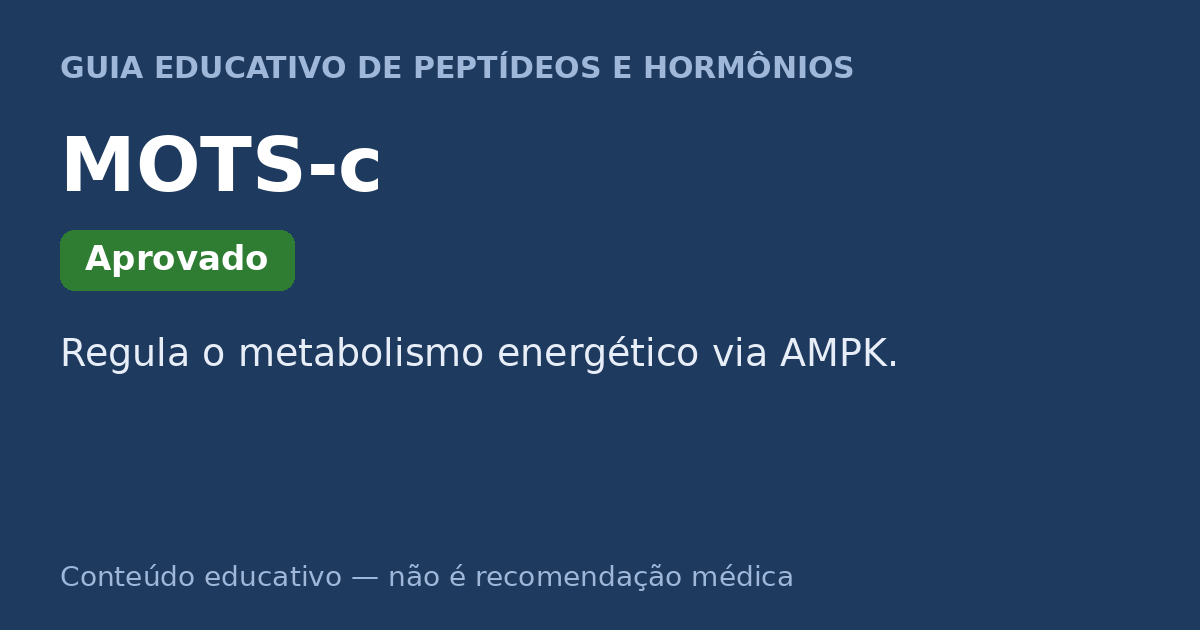 GUIA EDUCATIVO DE PEPTÍDEOS E HORMÔNIOS
MOTS-c
Aprovado
Regula o metabolismo energético via AMPK.
Conteúdo educativo — não é recomendação médica